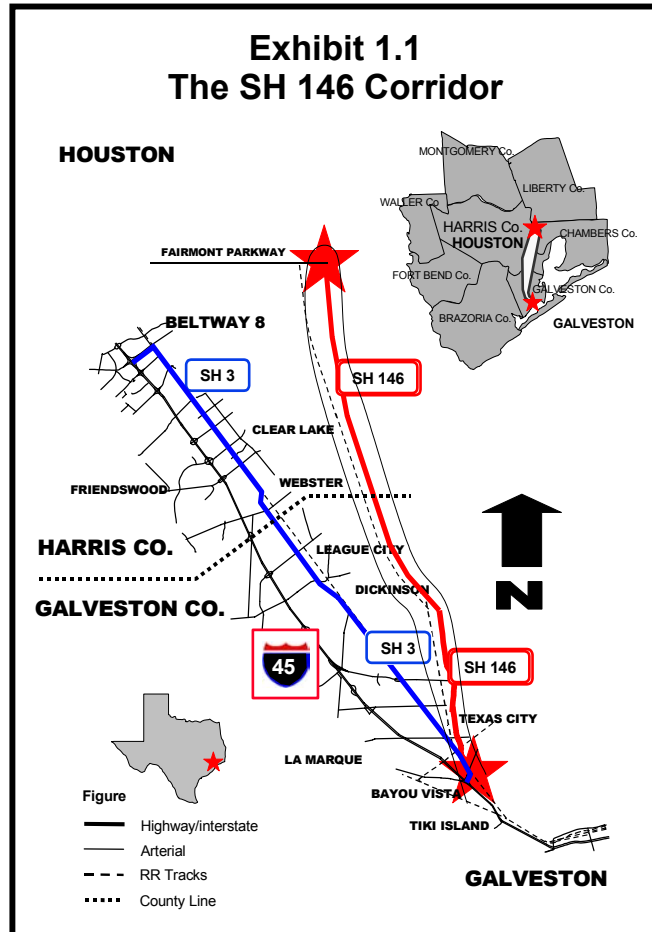 Exhibit 1.1
The SH 146 Corridor
HOUSTON
MONTGOMERY Co.
LIBERTY Co.
WALLER Co
HARRIS Co.
HOUSTON
CHAMBERS Co.
FORT BEND Co.
GALVESTON Co.
BRAZORIA Co.
GALVESTON
FAIRMONT PARKWAY
BELTWAY 8
SH 3
SH 146
CLEAR LAKE
FRIENDSWOOD
WEBSTER
HARRIS CO.
LEAGUE CITY
DICKINSON
GALVESTON CO.
N
SH 3
45
SH 146
TEXAS CITY
LA MARQUE
BAYOU VISTA
TIKI ISLAND
GALVESTON
Figure
Highway/interstate
Arterial
RR Tracks
County Line